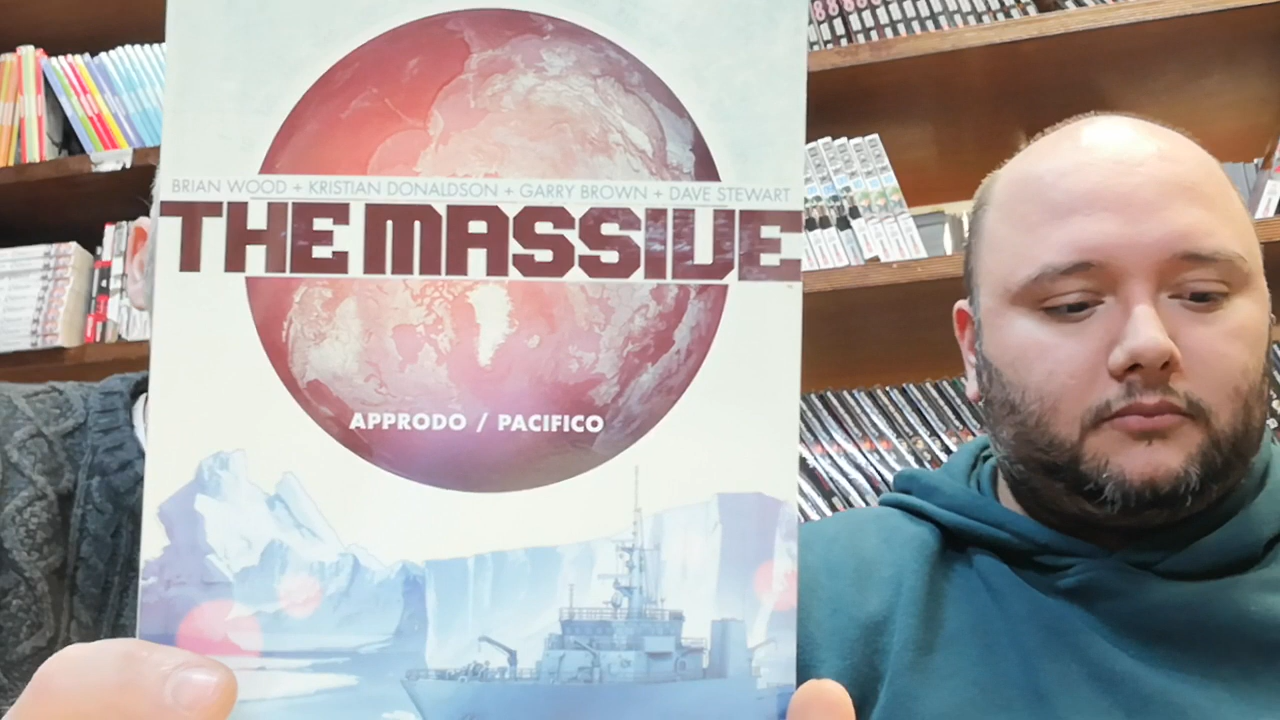 BRIAN WOOD + KRISTIAN DONALDSON + GARRY BROWN + DAVE STEWART
THE MASSIVE
APPRODO / PACIFICO